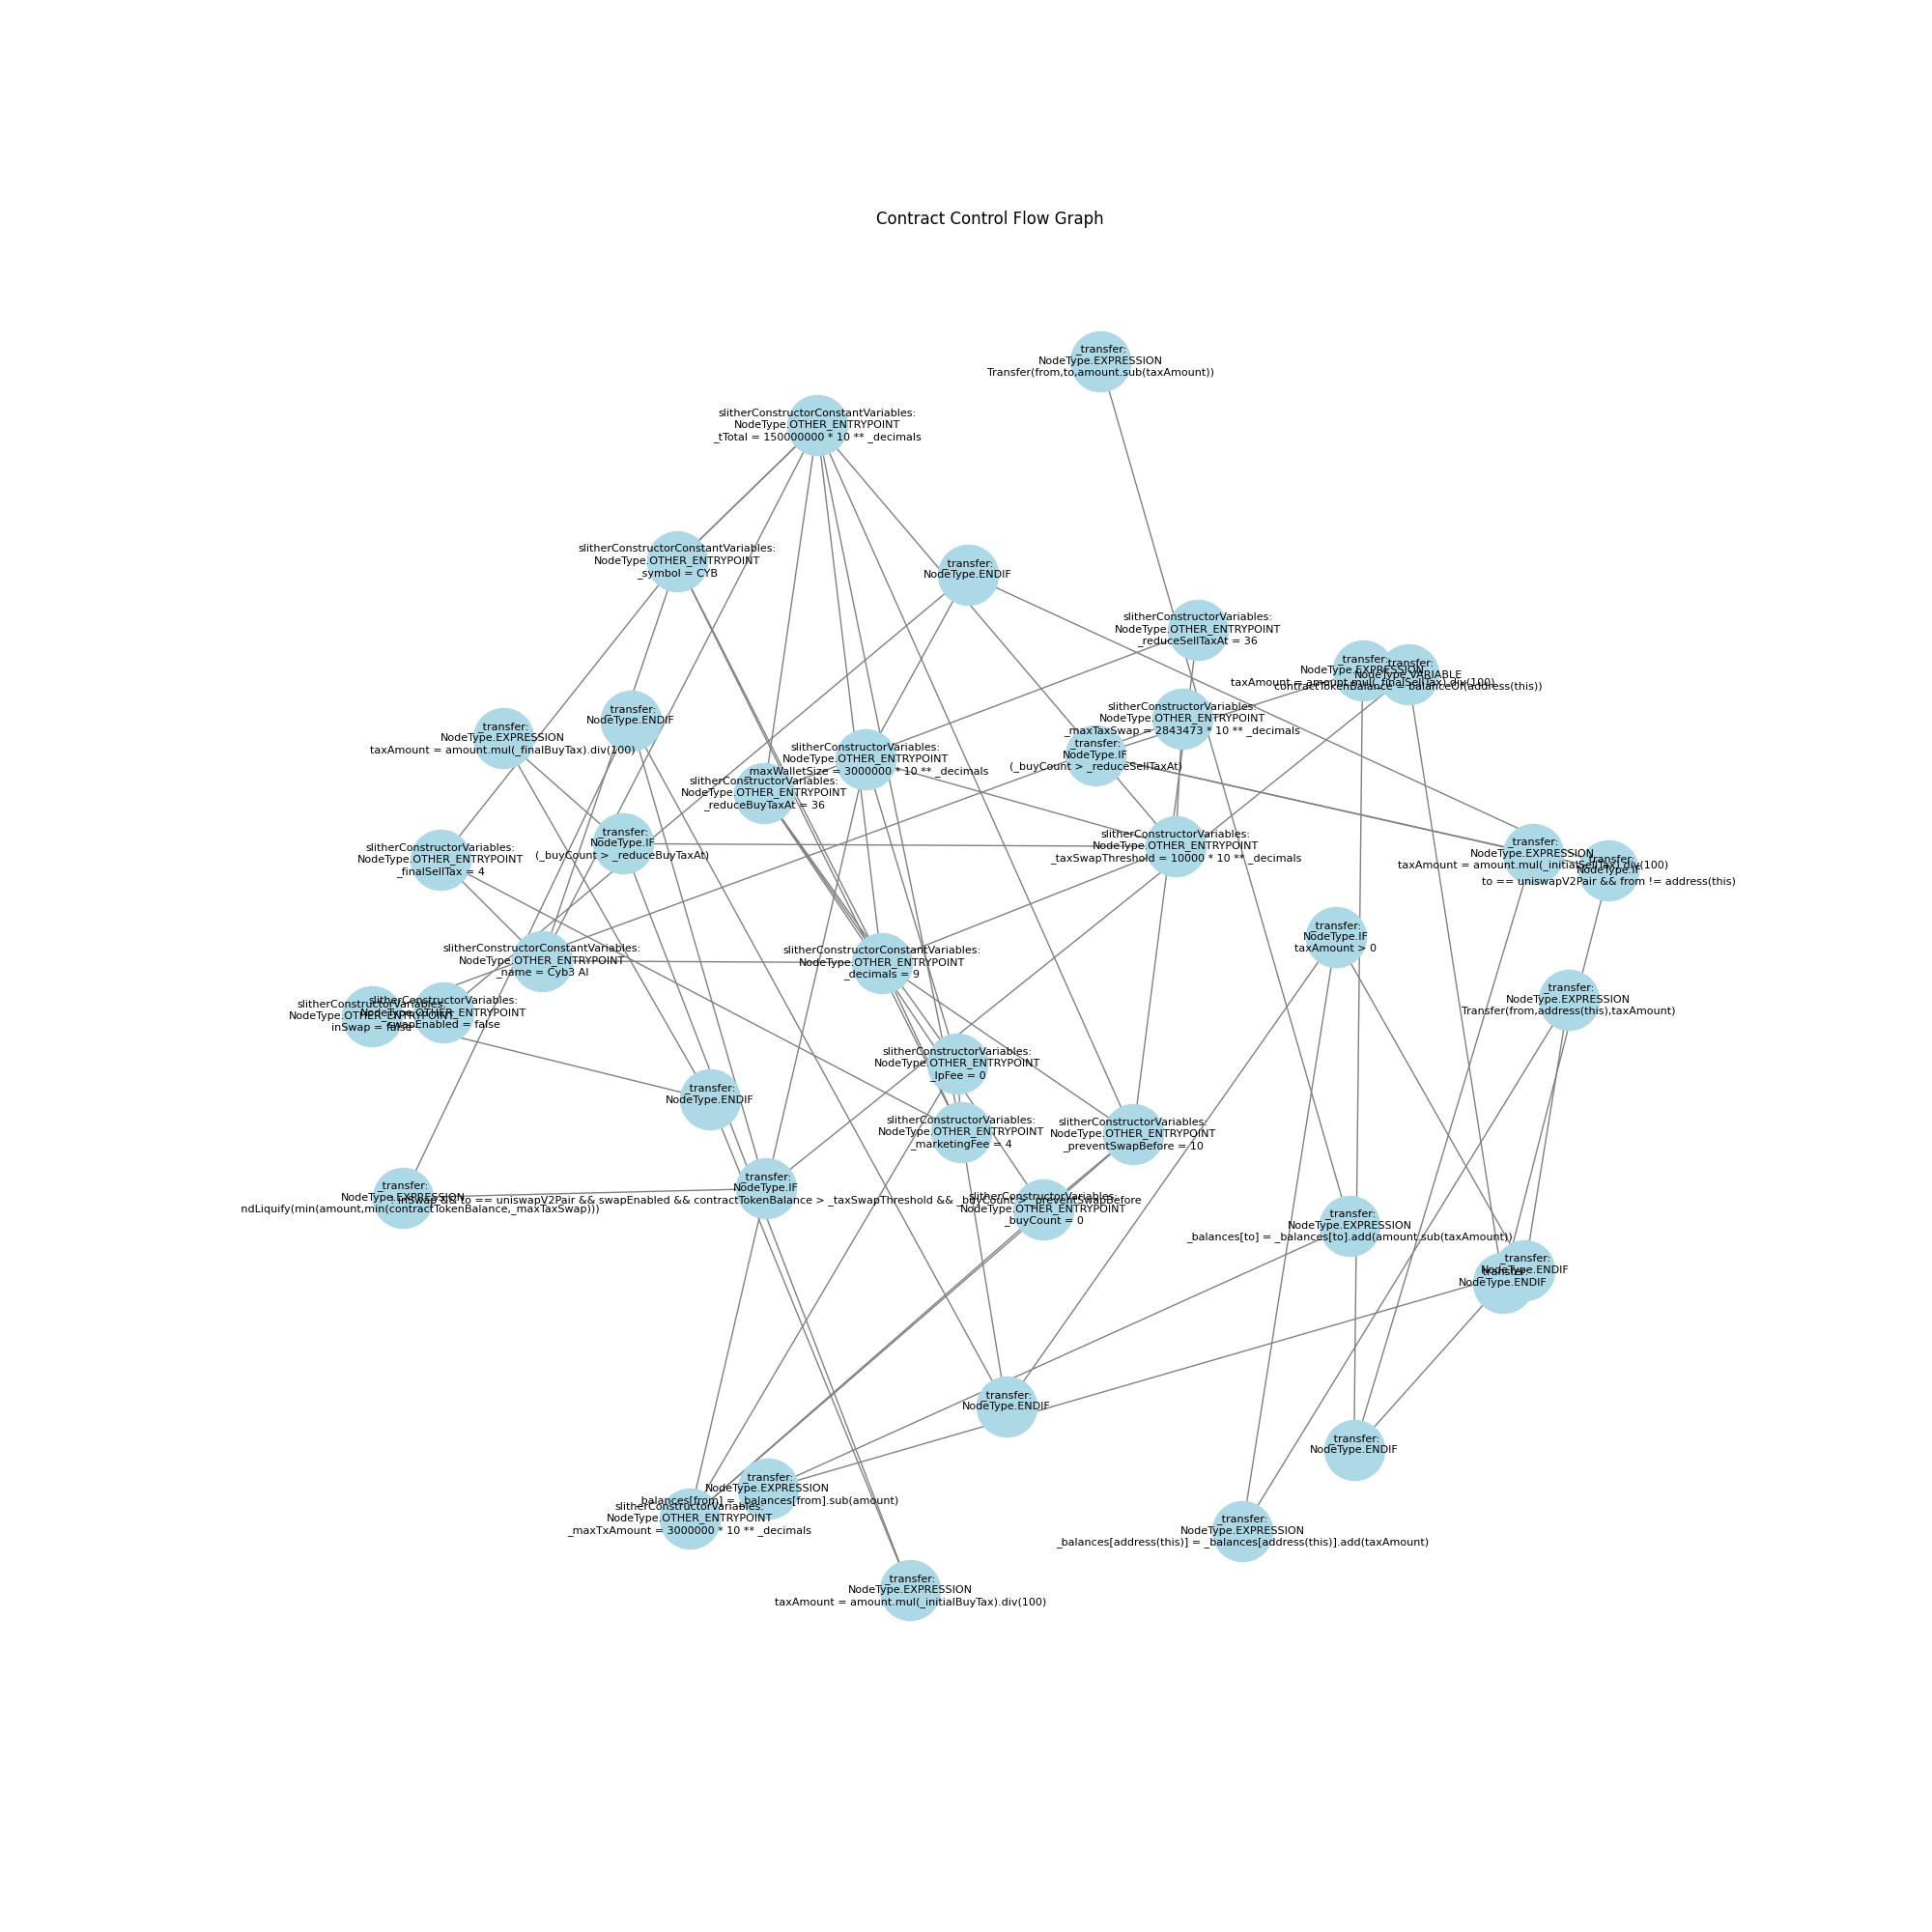 Contract Control Flow Graph
_transfer:
NodeType.EXPRESSION
Transfer(from,to,amount.sub(taxAmount))
slitherConstructorConstantVariables:
NodeType.OTHER_ENTRYPOINT
_tTotal = 150000000 * 10 ** _decimals
slitherConstructorConstantVariables:
NodeType.OTHER_ENTRYPOINT
_symbol = CYB
_transfer:
NodeType.ENDIF
slitherConstructorVariables:
NodeType.OTHER_ENTRYPOINT
_reduceSellTaxAt = 36
_transfer:
NodeType.EXPRESSION
taxAmount = amount.mul(_finalSellTax).div(100)
_transfer:
NodeType.VARIABLE
contractTokenBalance = balanceOf(address(this))
_transfer:
NodeType.ENDIF
slitherConstructorVariables:
NodeType.OTHER_ENTRYPOINT
_maxTaxSwap = 2843473 * 10 ** _decimals
_transfer:
NodeType.EXPRESSION
taxAmount = amount.mul(_finalBuyTax).div(100)
_transfer:
NodeType.IF
(_buyCount > _reduceSellTaxAt)
slitherConstructorVariables:
NodeType.OTHER_ENTRYPOINT
_maxWalletSize = 3000000 * 10 ** _decimals
slitherConstructorVariables:
NodeType.OTHER_ENTRYPOINT
_reduceBuyTaxAt = 36
_transfer:
NodeType.IF
(_buyCount > _reduceBuyTaxAt)
slitherConstructorVariables:
NodeType.OTHER_ENTRYPOINT
_taxSwapThreshold = 10000 * 10 ** _decimals
slitherConstructorVariables:
NodeType.OTHER_ENTRYPOINT
_finalSellTax = 4
_transfer:
NodeType.EXPRESSION
taxAmount = amount.mul(_initialSellTax).div(100)
_transfer:
NodeType.IF
to == uniswapV2Pair && from != address(this)
_transfer:
NodeType.IF
taxAmount > 0
slitherConstructorConstantVariables:
NodeType.OTHER_ENTRYPOINT
_name = Cyb3 AI
slitherConstructorConstantVariables:
NodeType.OTHER_ENTRYPOINT
_decimals = 9
_transfer:
NodeType.EXPRESSION
Transfer(from,address(this),taxAmount)
slitherConstructorVariables:
NodeType.OTHER_ENTRYPOINT
inSwap = false
slitherConstructorVariables:
NodeType.OTHER_ENTRYPOINT
swapEnabled = false
slitherConstructorVariables:
NodeType.OTHER_ENTRYPOINT
_lpFee = 0
_transfer:
NodeType.ENDIF
slitherConstructorVariables:
NodeType.OTHER_ENTRYPOINT
_marketingFee = 4
slitherConstructorVariables:
NodeType.OTHER_ENTRYPOINT
_preventSwapBefore = 10
_transfer:
NodeType.EXPRESSION
ndLiquify(min(amount,min(contractTokenBalance,_maxTaxSwap)))
_transfer:
NodeType.IF
inSwap && to == uniswapV2Pair && swapEnabled && contractTokenBalance > _taxSwapThreshold && _buyCount > _preventSwapBefore
slitherConstructorVariables:
NodeType.OTHER_ENTRYPOINT
_buyCount = 0
_transfer:
NodeType.EXPRESSION
_balances[to] = _balances[to].add(amount.sub(taxAmount))
_transfer:
NodeType.ENDIF
_transfer:
NodeType.ENDIF
_transfer:
NodeType.ENDIF
_transfer:
NodeType.ENDIF
_transfer:
NodeType.EXPRESSION
_balances[from] = _balances[from].sub(amount)
slitherConstructorVariables:
NodeType.OTHER_ENTRYPOINT
_maxTxAmount = 3000000 * 10 ** _decimals
_transfer:
NodeType.EXPRESSION
_balances[address(this)] = _balances[address(this)].add(taxAmount)
_transfer:
NodeType.EXPRESSION
taxAmount = amount.mul(_initialBuyTax).div(100)